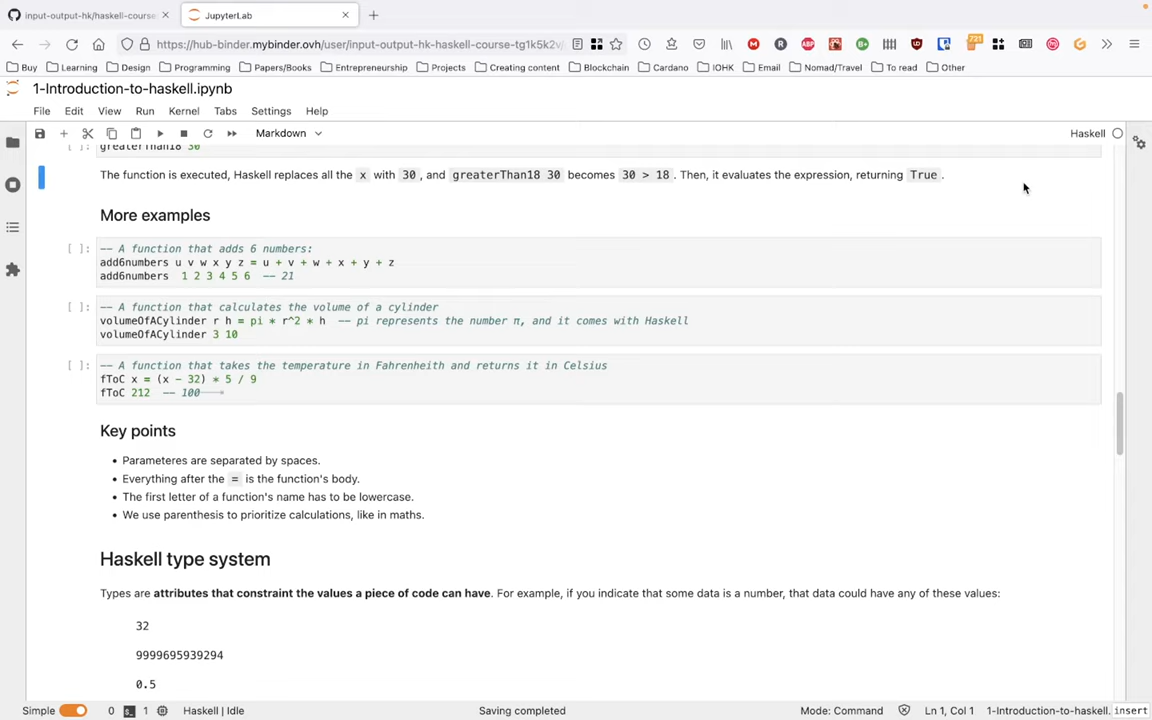 input-output-hk/haskell-course
JupyterLab
https://hub-binder.mybinder.ovh/user/input-output-hk-haskell-course-tg1k5k2v/
721
Buy Learning Design Programming Papers/Books Entrepreneurship Projects Creating content Blockchain Cardano IOHK Email Nomad/Travel To read Other
1-Introduction-to-haskell.ipynb
File Edit View Run Kernel Tabs Settings Help
Markdown Haskell
[ ]: greaterThan18 30
The function is executed, Haskell replaces all the x with 30 , and greaterThan18 30 becomes 30 > 18 . Then, it evaluates the expression, returning True .
More examples
[ ]: -- A function that adds 6 numbers:
add6numbers u v w x y z = u + v + w + x + y + z
add6numbers 1 2 3 4 5 6 -- 21
[ ]: -- A function that calculates the volume of a cylinder
volumeOfACylinder r h = pi * r^2 * h -- pi represents the number π, and it comes with Haskell
volumeOfACylinder 3 10
[ ]: -- A function that takes the temperature in Fahrenheith and returns it in Celsius
fToC x = (x - 32) * 5 / 9
fToC 212 -- 100
Key points
• Parameteres are separated by spaces.
• Everything after the = is the function's body.
• The first letter of a function's name has to be lowercase.
• We use parenthesis to prioritize calculations, like in maths.
Haskell type system
Types are attributes that constraint the values a piece of code can have. For example, if you indicate that some data is a number, that data could have any of these values:
32
9999695939294
0.5
Simple 0 1 Haskell | Idle Saving completed Mode: Command Ln 1, Col 1 1-Introduction-to-haskell. insert